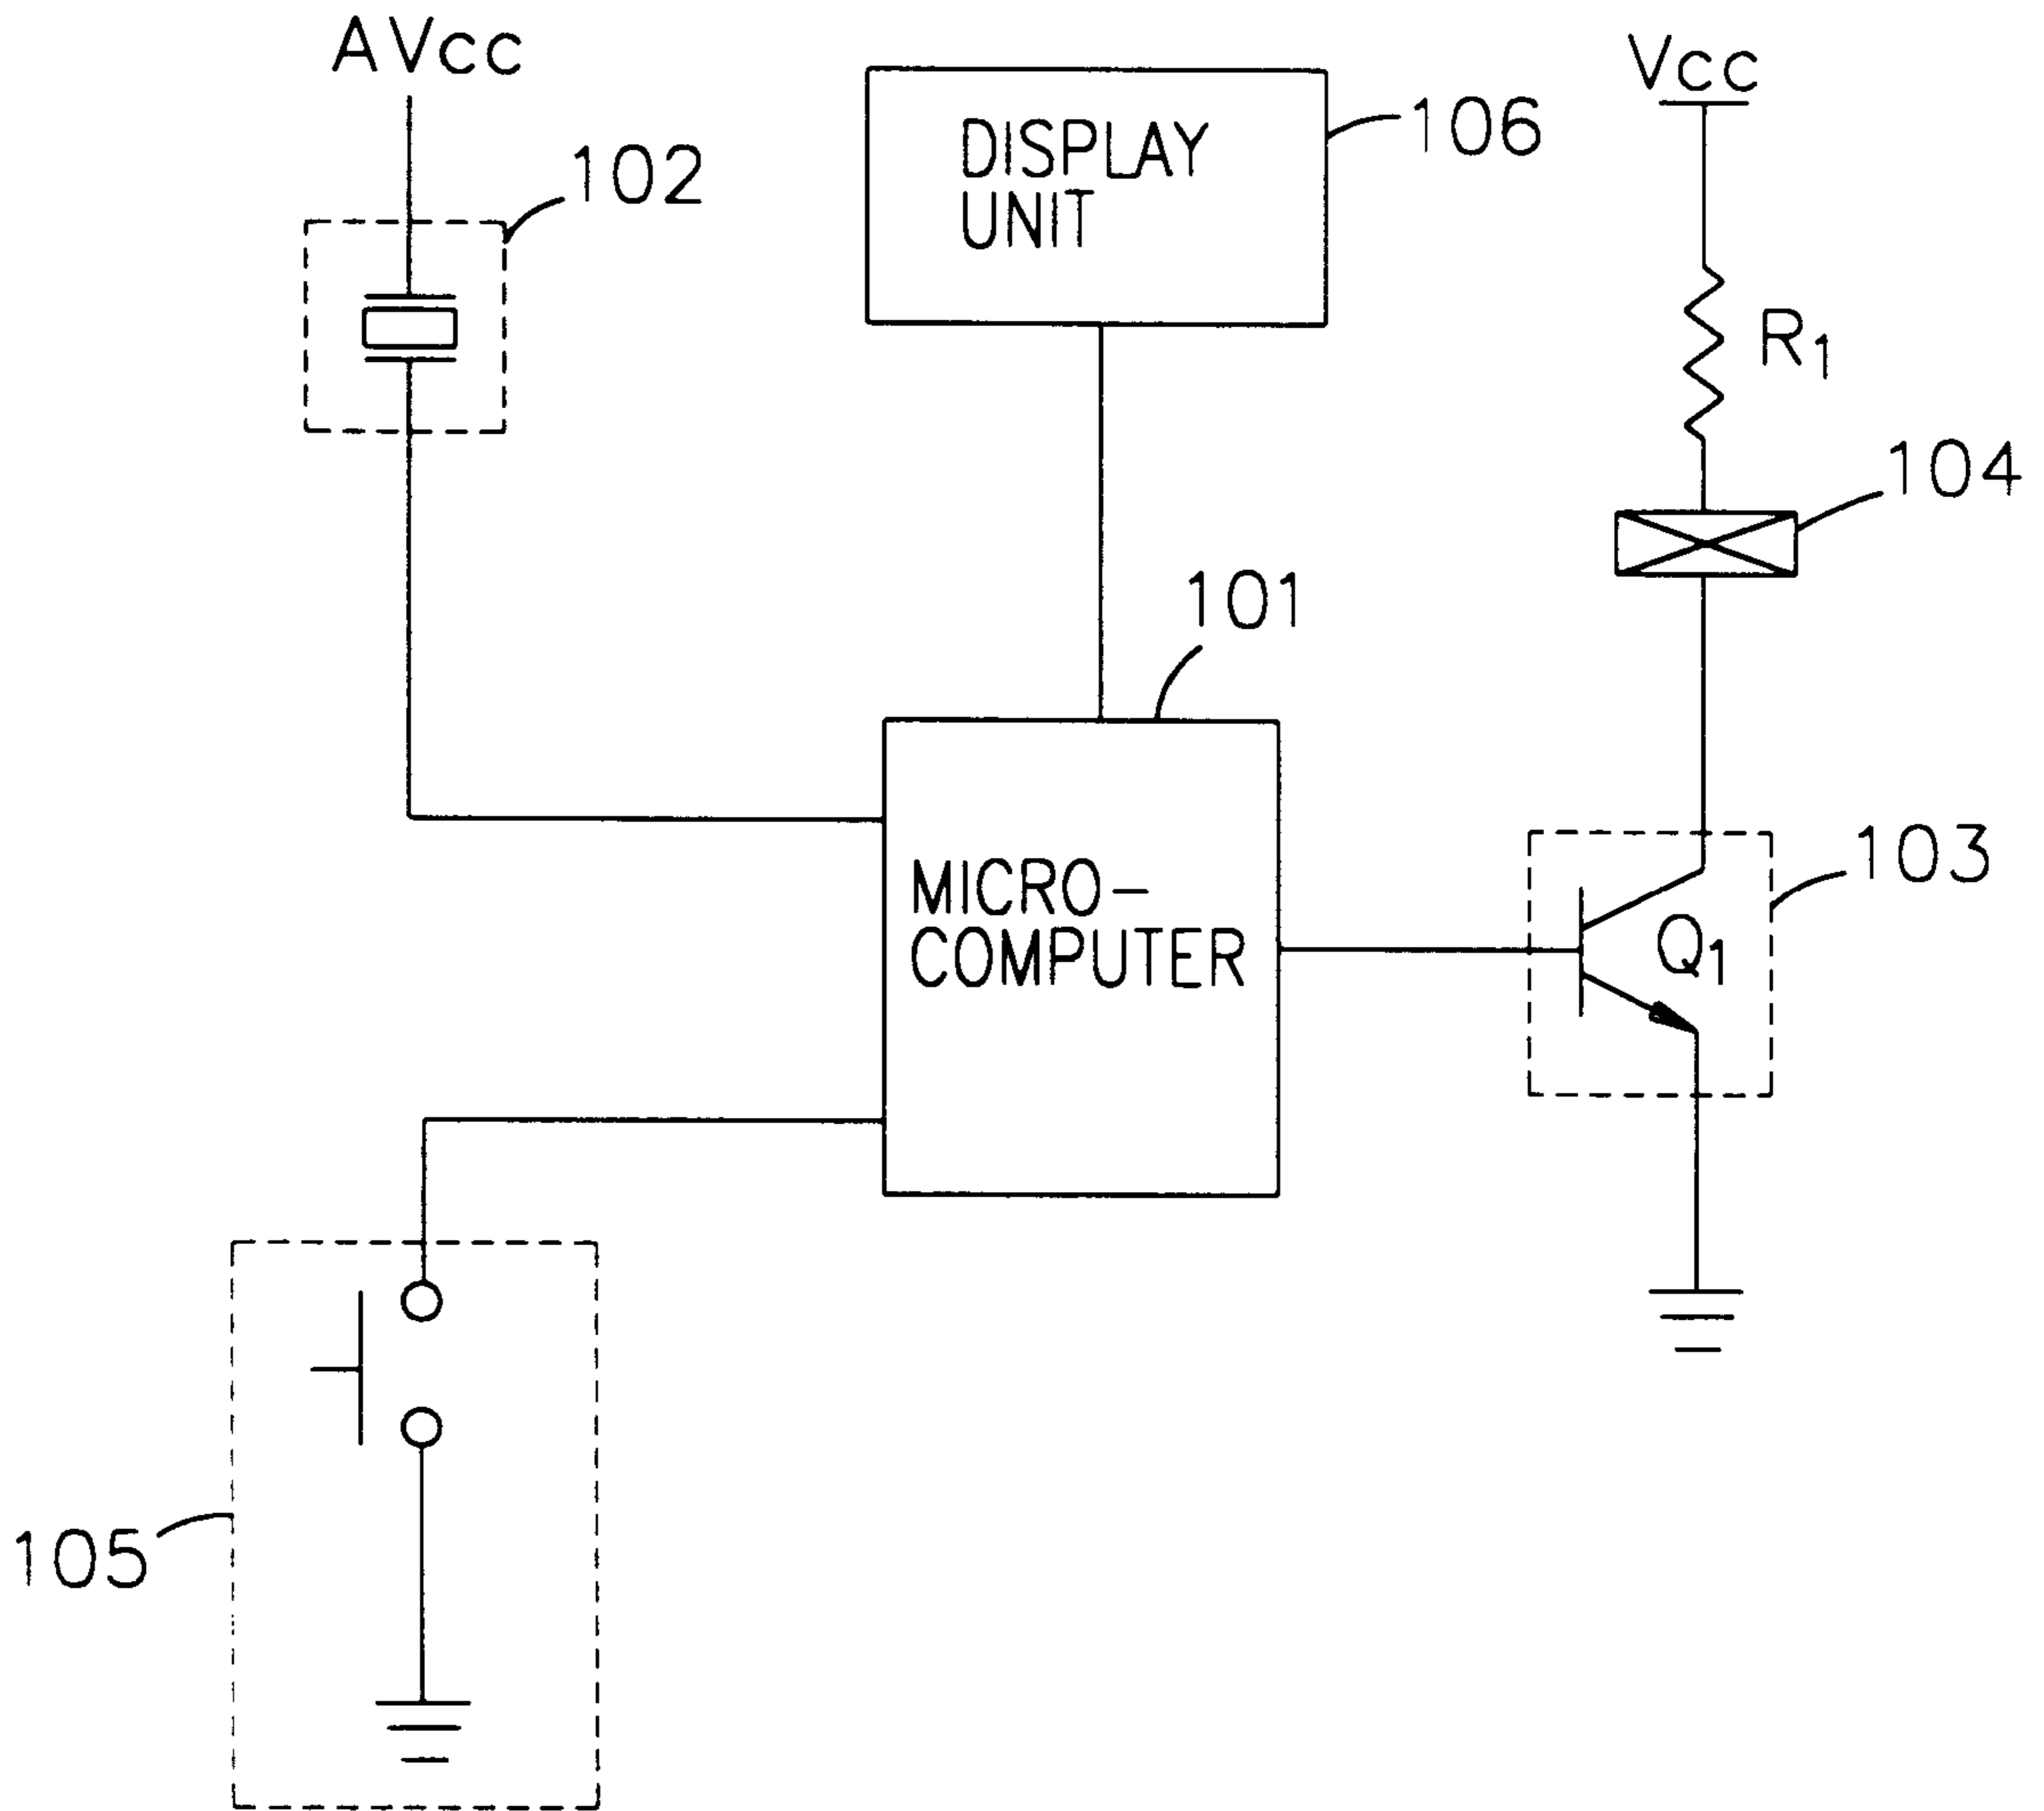 AVcc
Vcc
102
DISPLAY
UNIT
106
R1
104
101
MICRO-
COMPUTER
103
Q1
105